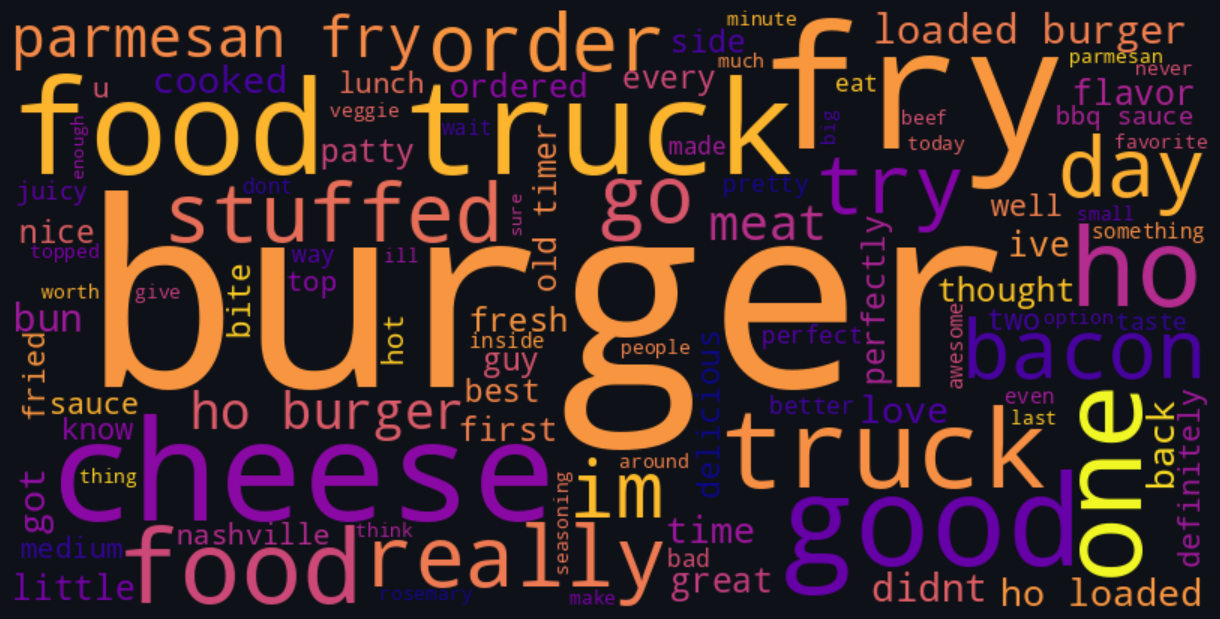 parmesan fry order side minute fry loaded burger
much parmesan never
u cooked lunch ordered every eat flavor
food truck veggie wait big beef bbq sauce
enough patty made today day favorite
juicy dont stuffed sure old timer go pretty try well small
nice meat perfectly ive something ho
topped way ill
worth give top bite burger thought
bun hot fresh two option taste
fried inside guy people perfect awesome bacon
sauce best delicious better love even one
ho burger first last
know truck back definitely
got thing cheese around
seasoning im good
nashville think time
medium food really bad
little rosemary make great didnt ho loaded